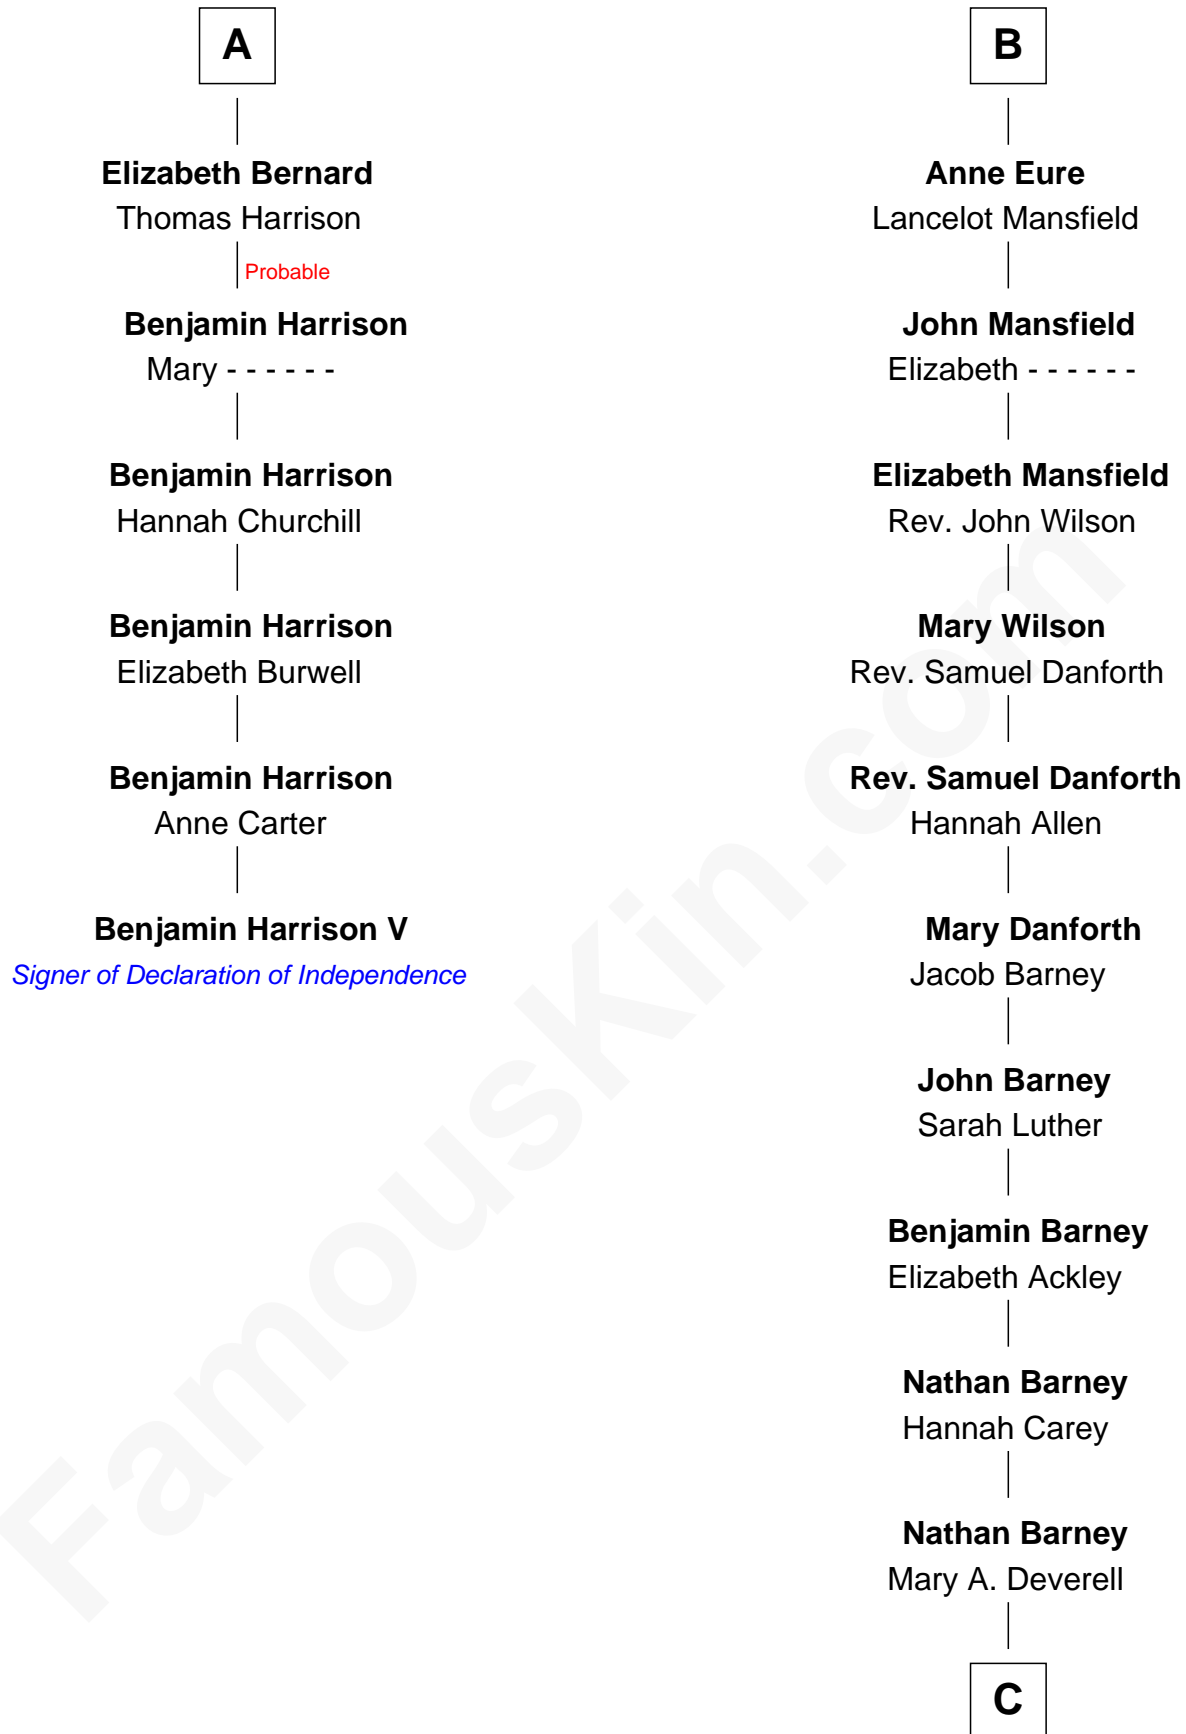 A
Elizabeth Bernard
Thomas Harrison
Probable
Benjamin Harrison
Mary - - - - - -
Benjamin Harrison
Hannah Churchill
Benjamin Harrison
Elizabeth Burwell
Benjamin Harrison
Anne Carter
Benjamin Harrison V
Signer of Declaration of Independence
B
Anne Eure
Lancelot Mansfield
John Mansfield
Elizabeth - - - - - -
Elizabeth Mansfield
Rev. John Wilson
Mary Wilson
Rev. Samuel Danforth
Rev. Samuel Danforth
Hannah Allen
Mary Danforth
Jacob Barney
John Barney
Sarah Luther
Benjamin Barney
Elizabeth Ackley
Nathan Barney
Hannah Carey
Nathan Barney
Mary A. Deverell
C
FamousKin.com